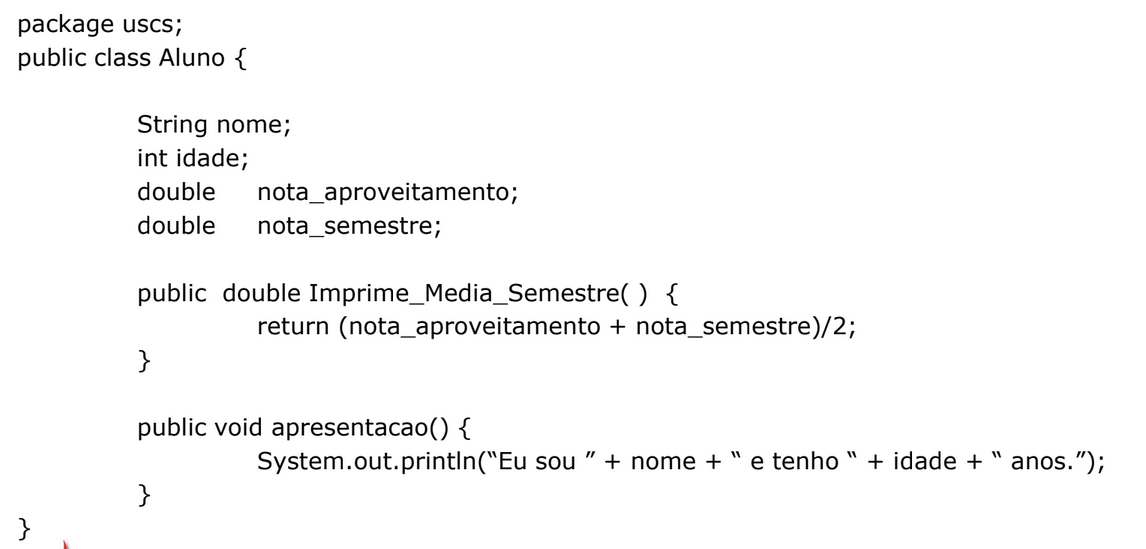 package uscs;
public class Aluno {
String nome;
int idade;
double nota_aproveitamento;
double nota_semestre;
public double Imprime_Media_Semestre( ) {
return (nota_aproveitamento + nota_semestre)/2;
}
public void apresentacao() {
System.out.println(“Eu sou ” + nome + “ e tenho “ + idade + “ anos.”);
}
}